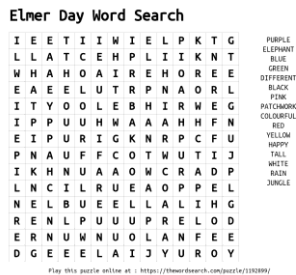 Elmer Day Word Search
I E E T I I W I E L P K T G
L L A T C E H P L I I K N T
W H A H O A I R E H O R E E
E A E E L U T R P N A O R L
I T Y O O L E B H I R W E G
I P P U U H W A A A H H F N
E I P U R I G K N R P C F U
P N A U F F C O T W U T I J
I K H N U A A O W C R A D P
L N C I L R U E A O P P E L
N E L B U E E L L A L I H G
R E N L P U U U P R E L O D
E R N U W N U O L A N F E E
D G E E E L A I J Y U R O Y
PURPLE
ELEPHANT
BLUE
GREEN
DIFFERENT
BLACK
PINK
PATCHWORK
COLOURFUL
RED
YELLOW
HAPPY
TALL
WHITE
RAIN
JUNGLE
Play this puzzle online at : https://thewordsearch.com/puzzle/1192899/